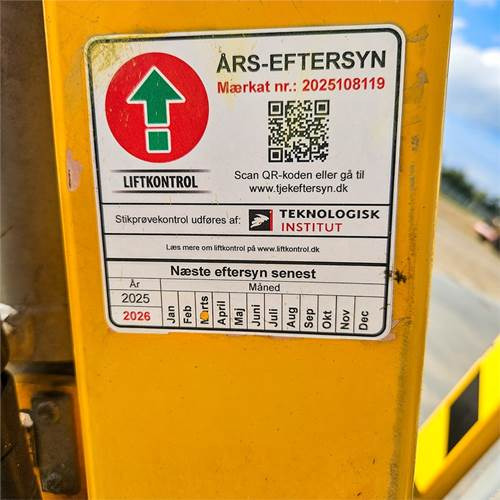 ÅRS-EFTERSYN
Mærkat nr.: 2025108119
LIFTKONTROL
Scan QR-koden eller gå til
www.tjekeftersyn.dk
Stikprøvekontrol udføres af: TEKNOLOGISK
INSTITUT
Læs mere om liftkontrol på www.liftkontrol.dk
Næste eftersyn senest
År Måned
2025
2026
Jan Feb Marts April Maj Juni Juli Aug Sep Okt Nov Dec